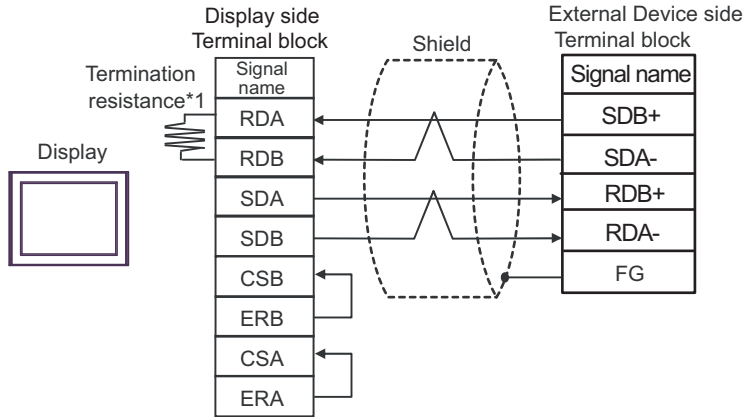 Display side
Terminal block
External Device side
Terminal block
Shield
Termination
resistance*1
Display
Signal
name
RDA
RDB
SDA
SDB
CSB
ERB
CSA
ERA
Signal name
SDB+
SDA-
RDB+
RDA-
FG